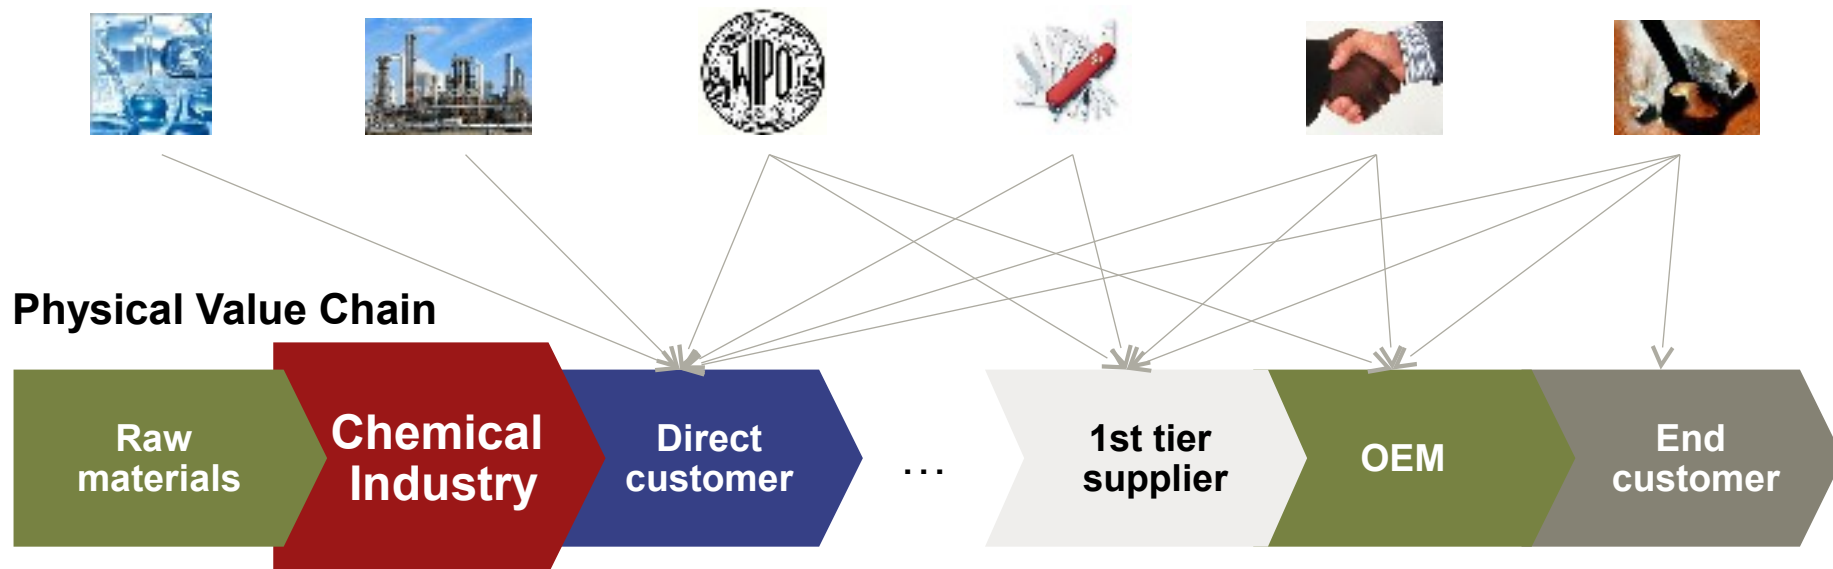 WIPO
Physical Value Chain
Raw
materials
Chemical
Industry
Direct
customer
...
1st tier
supplier
OEM
End
customer